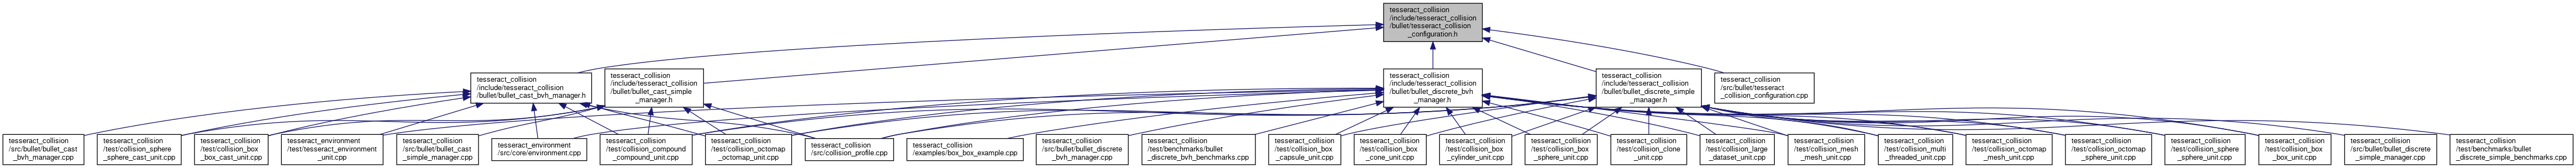 tesseract_collision
/include/tesseract_collision
/bullet/tesseract_collision
_configuration.h
tesseract_collision
/include/tesseract_collision
/bullet/bullet_cast_bvh_manager.h
tesseract_collision
/include/tesseract_collision
/bullet/bullet_cast_simple
_manager.h
tesseract_collision
/include/tesseract_collision
/bullet/bullet_discrete_bvh
_manager.h
tesseract_collision
/include/tesseract_collision
/bullet/bullet_discrete_simple
_manager.h
tesseract_collision
/src/bullet/tesseract
_collision_configuration.cpp
tesseract_collision
/src/bullet/bullet_cast
_bvh_manager.cpp
tesseract_collision
/test/collision_sphere
_sphere_cast_unit.cpp
tesseract_collision
/test/collision_box
_box_cast_unit.cpp
tesseract_environment
/test/tesseract_environment
_unit.cpp
tesseract_collision
/src/bullet/bullet_cast
_simple_manager.cpp
tesseract_environment
/src/core/environment.cpp
tesseract_collision
/test/collision_compound
_compound_unit.cpp
tesseract_collision
/test/collision_octomap
_octomap_unit.cpp
tesseract_collision
/src/collision_profile.cpp
tesseract_collision
/examples/box_box_example.cpp
tesseract_collision
/src/bullet/bullet_discrete
_bvh_manager.cpp
tesseract_collision
/test/benchmarks/bullet
_discrete_bvh_benchmarks.cpp
tesseract_collision
/test/collision_box
_capsule_unit.cpp
tesseract_collision
/test/collision_box
_cone_unit.cpp
tesseract_collision
/test/collision_box
_cylinder_unit.cpp
tesseract_collision
/test/collision_box
_sphere_unit.cpp
tesseract_collision
/test/collision_clone
_unit.cpp
tesseract_collision
/test/collision_large
_dataset_unit.cpp
tesseract_collision
/test/collision_mesh
_mesh_unit.cpp
tesseract_collision
/test/collision_multi
_threaded_unit.cpp
tesseract_collision
/test/collision_octomap
_mesh_unit.cpp
tesseract_collision
/test/collision_octomap
_sphere_unit.cpp
tesseract_collision
/test/collision_sphere
_sphere_unit.cpp
tesseract_collision
/test/collision_box
_box_unit.cpp
tesseract_collision
/src/bullet/bullet_discrete
_simple_manager.cpp
tesseract_collision
/test/benchmarks/bullet
_discrete_simple_benchmarks.cpp